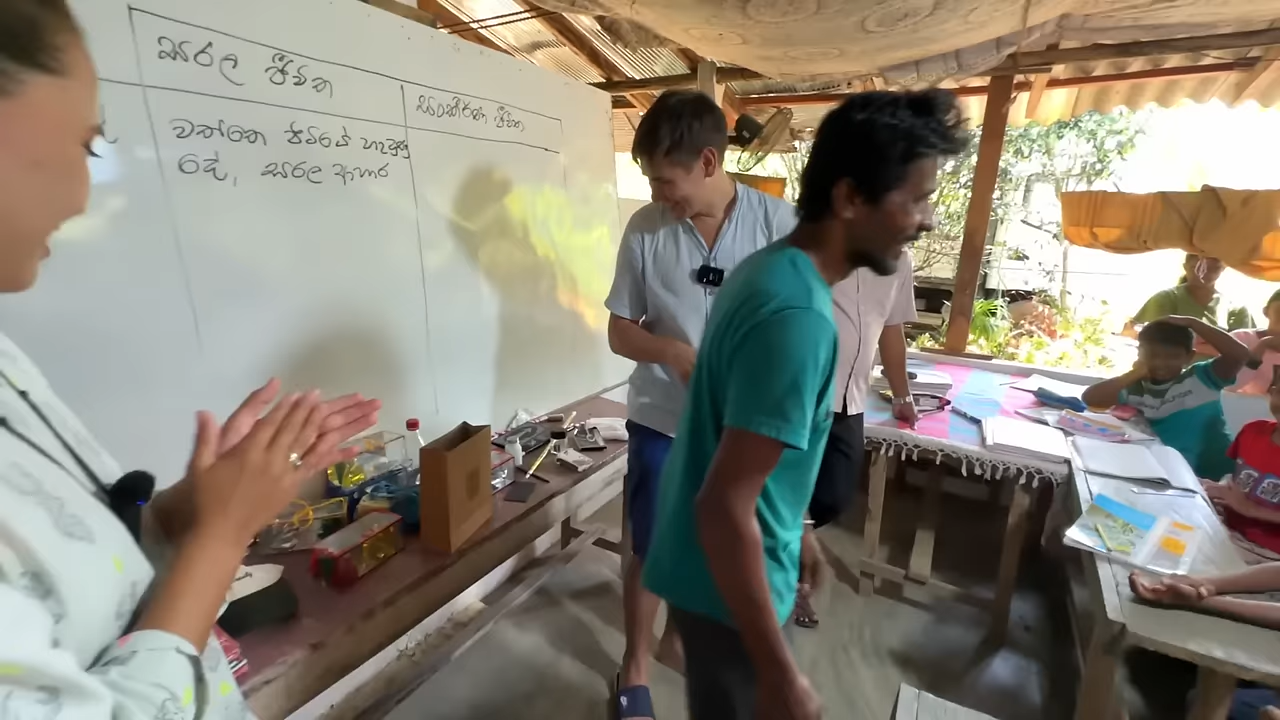 සරල ජීවිත
සංකීර්ණ ජීවිත
වත්තෙ පිටියේ හැදුණු
දේ, සරල ආහාර